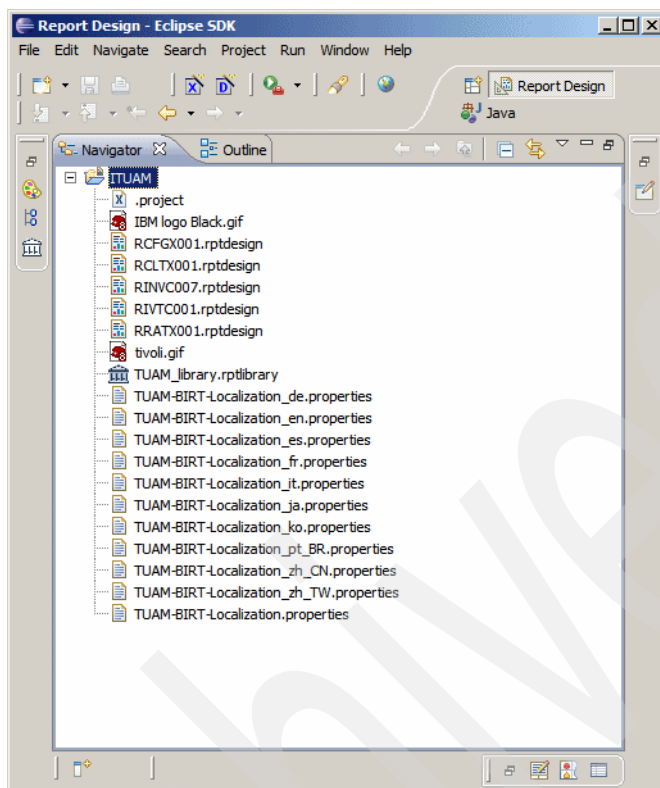 Report Design - Eclipse SDK
File Edit Navigate Search Project Run Window Help
Report Design
Java
Navigator Outline
ITUAM
.project
IBM logo Black.gif
RCFGX001.rptdesign
RCLTX001.rptdesign
RINVC007.rptdesign
RIVTC001.rptdesign
RRATX001.rptdesign
tivoli.gif
TUAM_library.rptlibrary
TUAM-BIRT-Localization_de.properties
TUAM-BIRT-Localization_en.properties
TUAM-BIRT-Localization_es.properties
TUAM-BIRT-Localization_fr.properties
TUAM-BIRT-Localization_it.properties
TUAM-BIRT-Localization_ja.properties
TUAM-BIRT-Localization_ko.properties
TUAM-BIRT-Localization_pt_BR.properties
TUAM-BIRT-Localization_zh_CN.properties
TUAM-BIRT-Localization_zh_TW.properties
TUAM-BIRT-Localization.properties